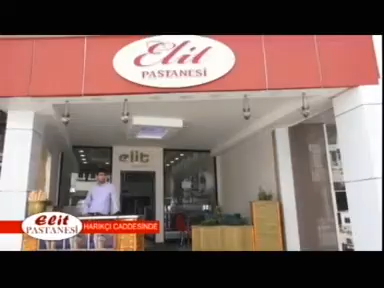 Elit
PASTANESİ
elit
Elit
PASTANESİ
HARİKÇİ CADDESİNDE